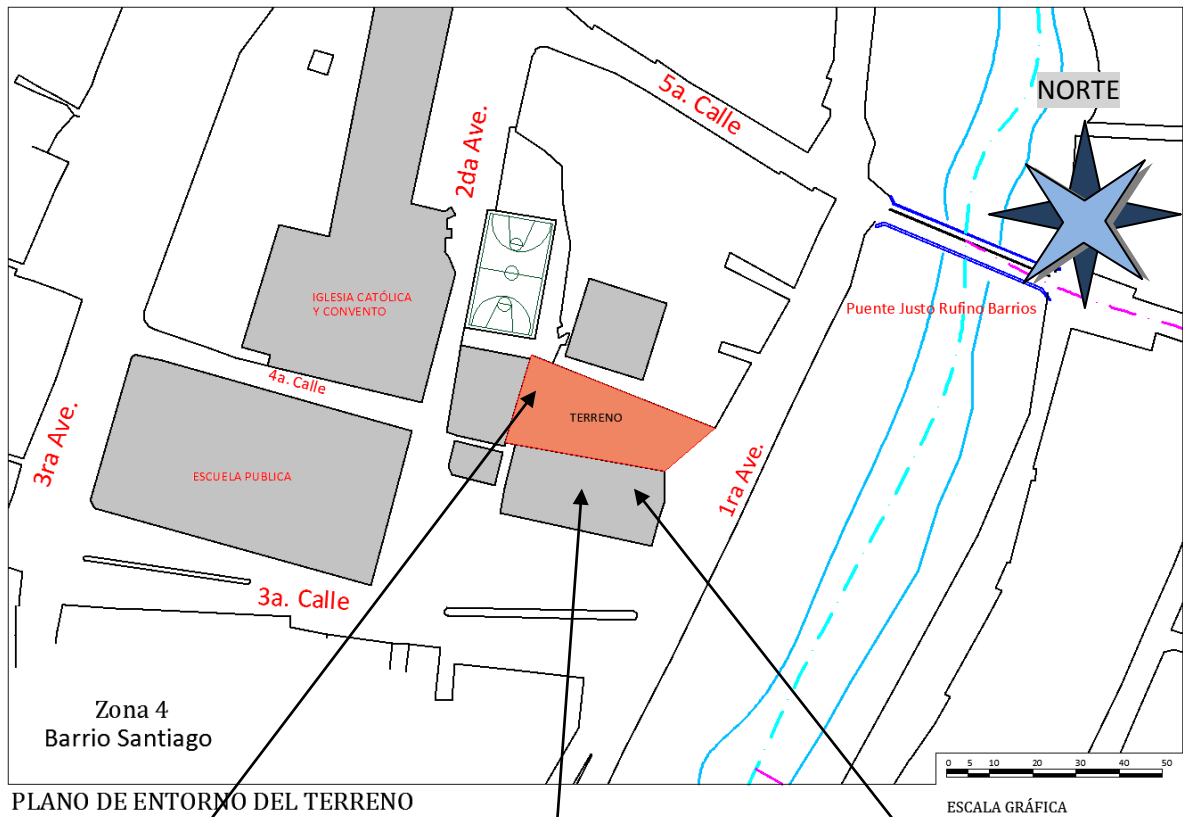 NORTE
5a. Calle
2da Ave.
IGLESIA CATÓLICA
Y CONVENTO
Puente Justo Rufino Barrios
4a. Calle
3ra Ave.
TERRENO
ESCUELA PUBLICA
1ra Ave.
3a. Calle
Zona 4
Barrio Santiago
0 5 10 20 30 40 50
PLANO DE ENTORNO DEL TERRENO
ESCALA GRÁFICA